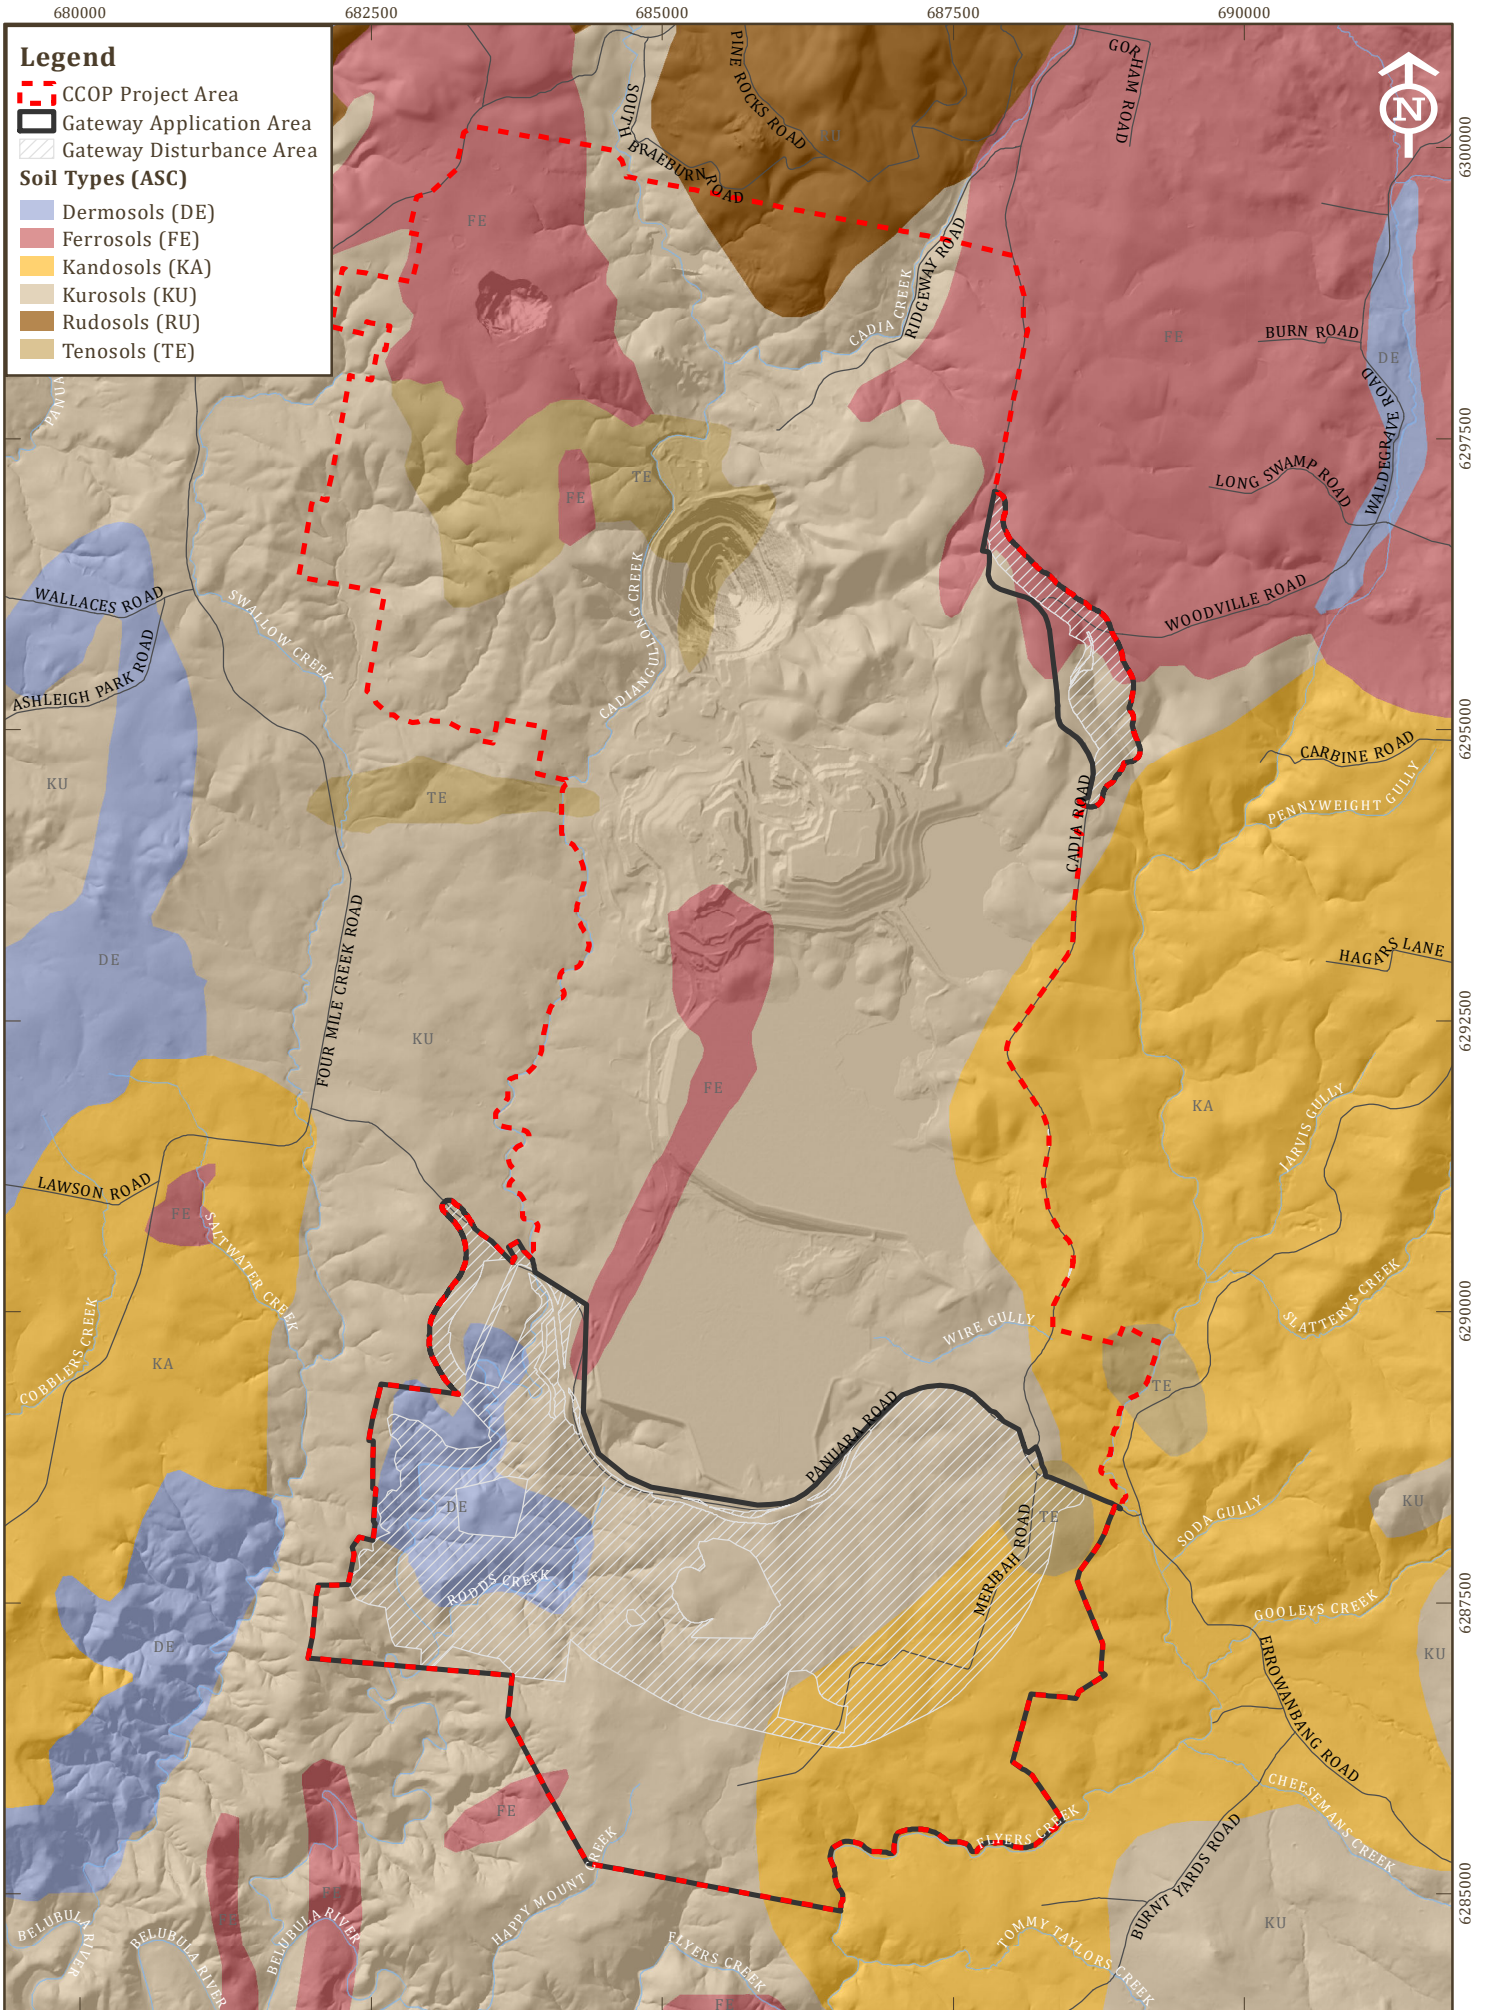 680000
682500
685000
687500
690000
Legend
CCOP Project Area
Gateway Application Area
Gateway Disturbance Area
Soil Types (ASC)
Dermosols (DE)
Ferrosols (FE)
Kandosols (KA)
Kurosols (KU)
Rudosols (RU)
Tenosols (TE)
N
6300000
6297500
6295000
6292500
6290000
6287500
6285000
SOUTH
PINE ROCKS ROAD
KU
GORHAM ROAD
BRAEBURN ROAD
FE
RIDGEWAY ROAD
CADIA CREEK
FE
BURN ROAD
DE
WALDEGRAVE ROAD
PANUA
TE
FE
LONG SWAMP ROAD
WALLACES ROAD
SWALLOW CREEK
CADIANGULLONG CREEK
WOODVILLE ROAD
ASHLEIGH PARK ROAD
KU
TE
CARBINE ROAD
PENNYWEIGHT GULLY
CADIA ROAD
DE
FOUR MILE CREEK ROAD
HAGARS LANE
KU
FE
KA
JARVIS GULLY
LAWSON ROAD
FE
SALTWATER CREEK
COBBLERS CREEK
KA
WIRE GULLY
SLATTERYS CREEK
TE
PANUARA ROAD
DE
TE
KU
SODA GULLY
MERIBAH ROAD
RODDS CREEK
GOOLEYS CREEK
DE
KU
ERROWANBANG ROAD
FE
FLYERS CREEK
CHEESEMANS CREEK
HAPPY MOUNT CREEK
BURNT YARDS ROAD
FE
FE
KU
BELUBULA RIVER
BELUBULA RIVER
BELUBULA RIVER
FLYERS CREEK
TOMMY TAYLORS CREEK
FE